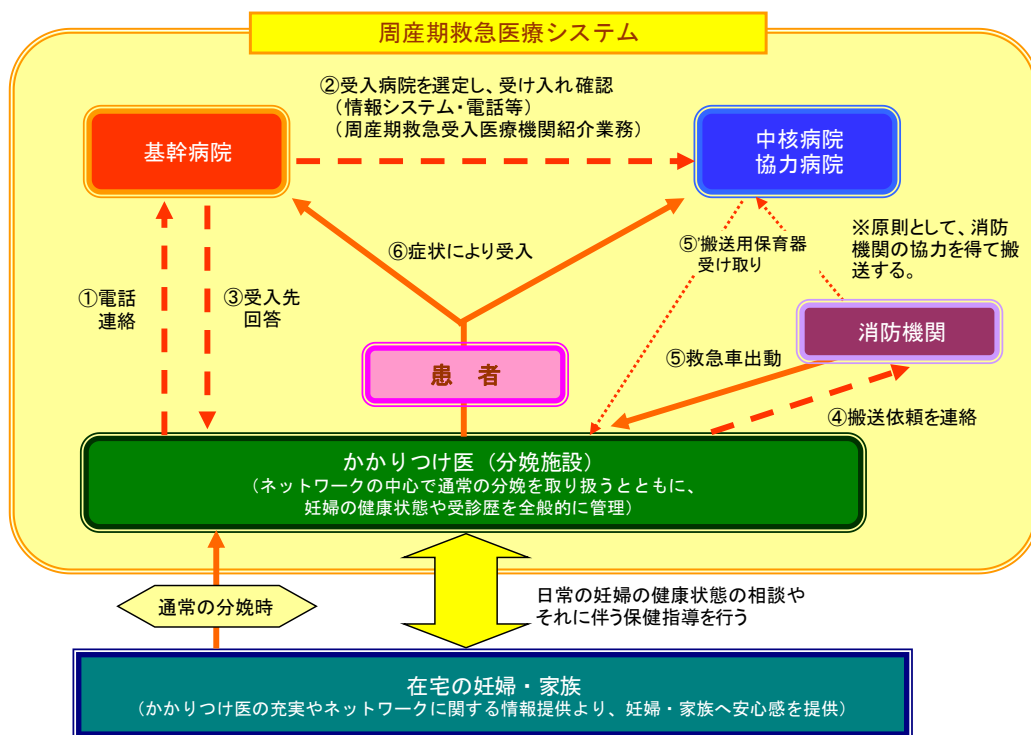 周産期救急医療システム
②受入病院を選定し、受け入れ確認
（情報システム・電話等）
（周産期救急受入医療機関紹介業務）
基幹病院
中核病院
協力病院
⑥症状により受入
⑤’搬送用保育器
受け取り
※原則として、消防
機関の協力を得て搬
送する。
①電話
連絡
③受入先
回答
消防機関
患　者
⑤救急車出動
④搬送依頼を連絡
かかりつけ医（分娩施設）
（ネットワークの中心で通常の分娩を取り扱うとともに、
妊婦の健康状態や受診歴を全般的に管理）
通常の分娩時
日常の妊婦の健康状態の相談や
それに伴う保健指導を行う
在宅の妊婦・家族
（かかりつけ医の充実やネットワークに関する情報提供より、妊婦・家族へ安心感を提供）